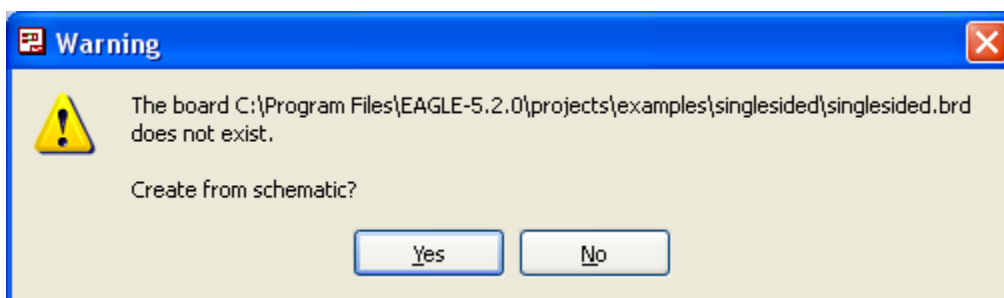 Warning
The board C:\Program Files\EAGLE-5.2.0\projects\examples\singlesided\singlesided.brd
does not exist.
Create from schematic?
Yes
No